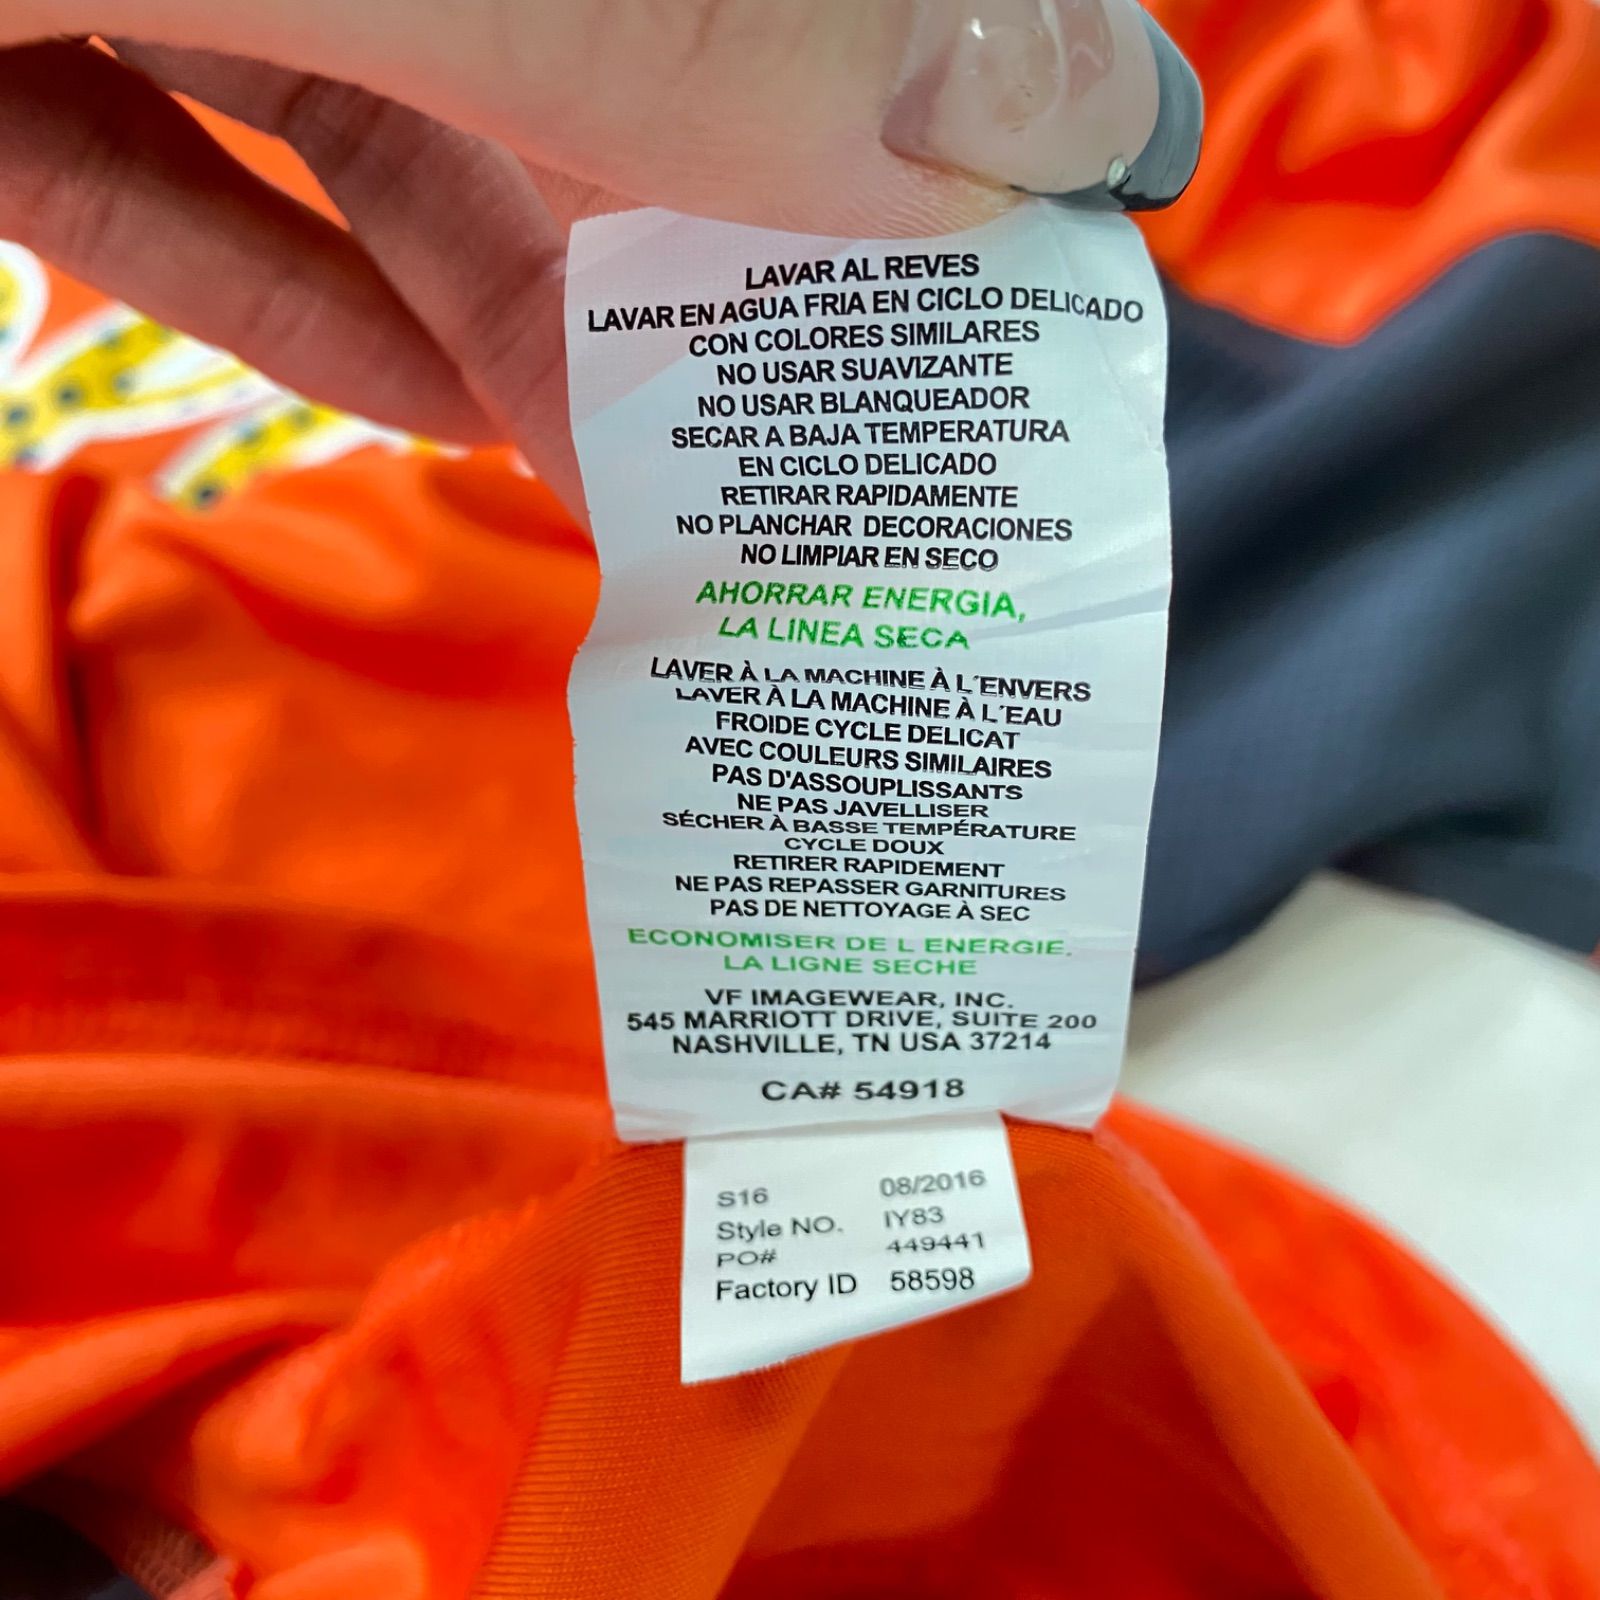 LAVAR AL REVES
LAVAR EN AGUA FRIA EN CICLO DELICADO
CON COLORES SIMILARES
NO USAR SUAVIZANTE
NO USAR BLANQUEADOR
SECAR A BAJA TEMPERATURA
EN CICLO DELICADO
RETIRAR RAPIDAMENTE
NO PLANCHAR DECORACIONES
NO LIMPIAR EN SECO
AHORRAR ENERGIA,
LA LINEA SECA
LAVER À LA MACHINE À L´ENVERS
LAVER À LA MACHINE À L´EAU
FROIDE CYCLE DELICAT
AVEC COULEURS SIMILAIRES
PAS D'ASSOUPLISSANTS
NE PAS JAVELLISER
SÉCHER À BASSE TEMPÉRATURE
CYCLE DOUX
RETIRER RAPIDEMENT
NE PAS REPASSER GARNITURES
PAS DE NETTOYAGE À SEC
ECONOMISER DE L ENERGIE,
LA LIGNE SECHE
VF IMAGEWEAR, INC.
545 MARRIOTT DRIVE, SUITE 200
NASHVILLE, TN USA 37214
CA# 54918
S16 08/2016
Style NO. IY83
PO# 449441
Factory ID 58598